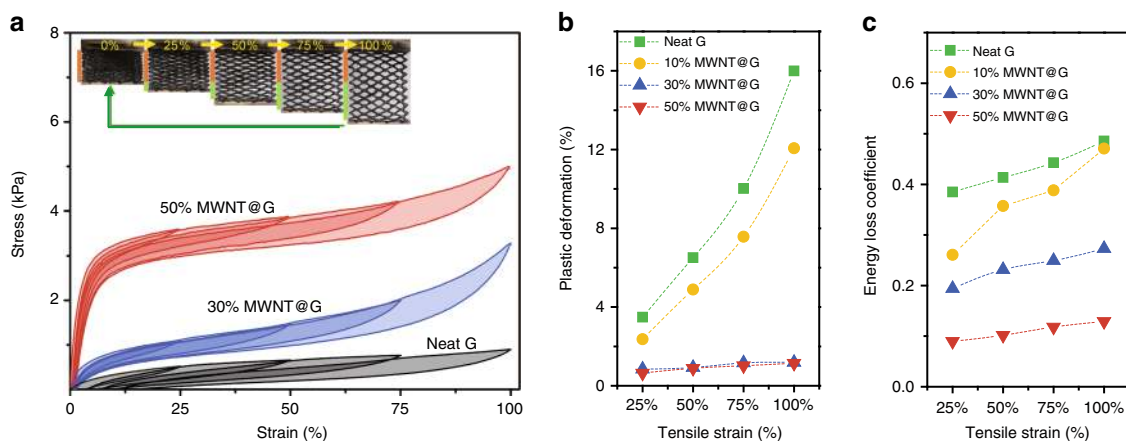 a
8
6
4
2
Stress (kPa)
0% 25% 50% 75% 100%
50% MWNT@G
30% MWNT@G
Neat G
0 25 50 75 100
Strain (%)
b
16
12
8
4
0
Plastic deformation (%)
Neat G
10% MWNT@G
30% MWNT@G
50% MWNT@G
25% 50% 75% 100%
Tensile strain (%)
c
0.6
0.4
0.2
0.0
Energy loss coefficient
Neat G
10% MWNT@G
30% MWNT@G
50% MWNT@G
25% 50% 75% 100%
Tensile strain (%)